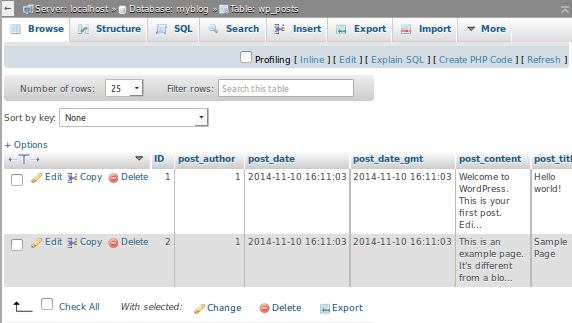 Server: localhost » Database: myblog » Table: wp_posts
Browse Structure SQL Search Insert Export Import More
Profiling [ Inline ] [ Edit ] [ Explain SQL ] [ Create PHP Code ] [ Refresh ]
Number of rows: 25 Filter rows: Search this table
Sort by key: None
+ Options
ID post_author post_date post_date_gmt post_content post_titl
Edit Copy Delete 1 1 2014-11-10 16:11:03 2014-11-10 16:11:03 Welcome to Hello
WordPress. world!
This is your
first post.
Edi...
Edit Copy Delete 2 1 2014-11-10 16:11:03 2014-11-10 16:11:03 This is an Sample
example page. Page
It's different
from a blo...
Check All With selected: Change Delete Export